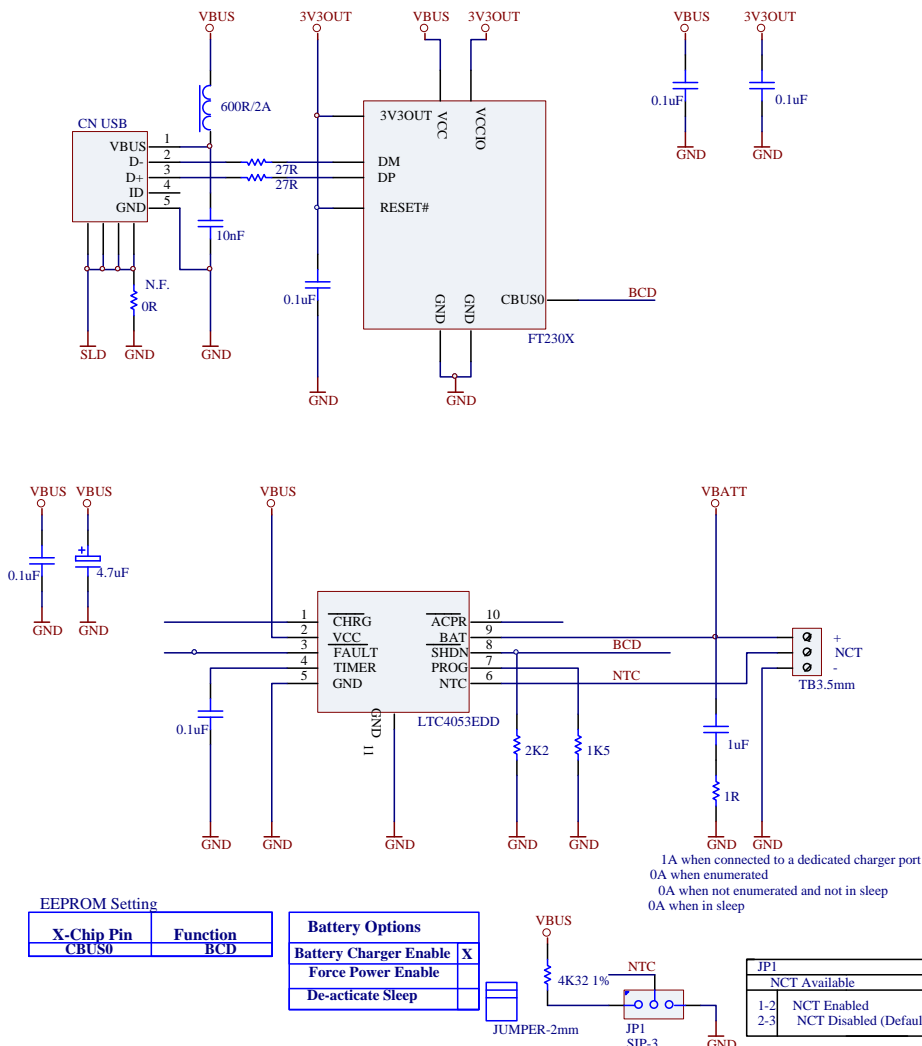 VBUS
3V3OUT
VBUS
3V3OUT
VBUS
3V3OUT
600R/2A
0.1uF
0.1uF
GND
GND
CN USB
VBUS 1
D- 2
D+ 3
ID 4
GND 5
27R
27R
10nF
N.F.
0R
SLD
GND
GND
0.1uF
GND
3V3OUT
VCC
VCCIO
DM
DP
RESET#
GND
GND
CBUS0
BCD
FT230X
GND
VBUS
VBUS
VBUS
VBATT
0.1uF
4.7uF
GND
GND
1 CHRG
2 VCC
3 FAULT
4 TIMER
5 GND
GND 11
ACPR 10
BAT 9
SHDN 8
PROG 7
NTC 6
LTC4053EDD
BCD
NTC
+
NCT
-
TB3.5mm
0.1uF
2K2
1K5
1uF
1R
GND
GND
GND
GND
GND
GND
GND
1A when connected to a dedicated charger port
0A when enumerated
0A when not enumerated and not in sleep
0A when in sleep
EEPROM Setting
X-Chip Pin Function
CBUS0 BCD
Battery Options
Battery Charger Enable X
Force Power Enable
De-acticate Sleep
JUMPER-2mm
VBUS
4K32 1%
NTC
JP1
SIP-3
GND
JP1
NCT Available
1-2 NCT Enabled
2-3 NCT Disabled (Defaul